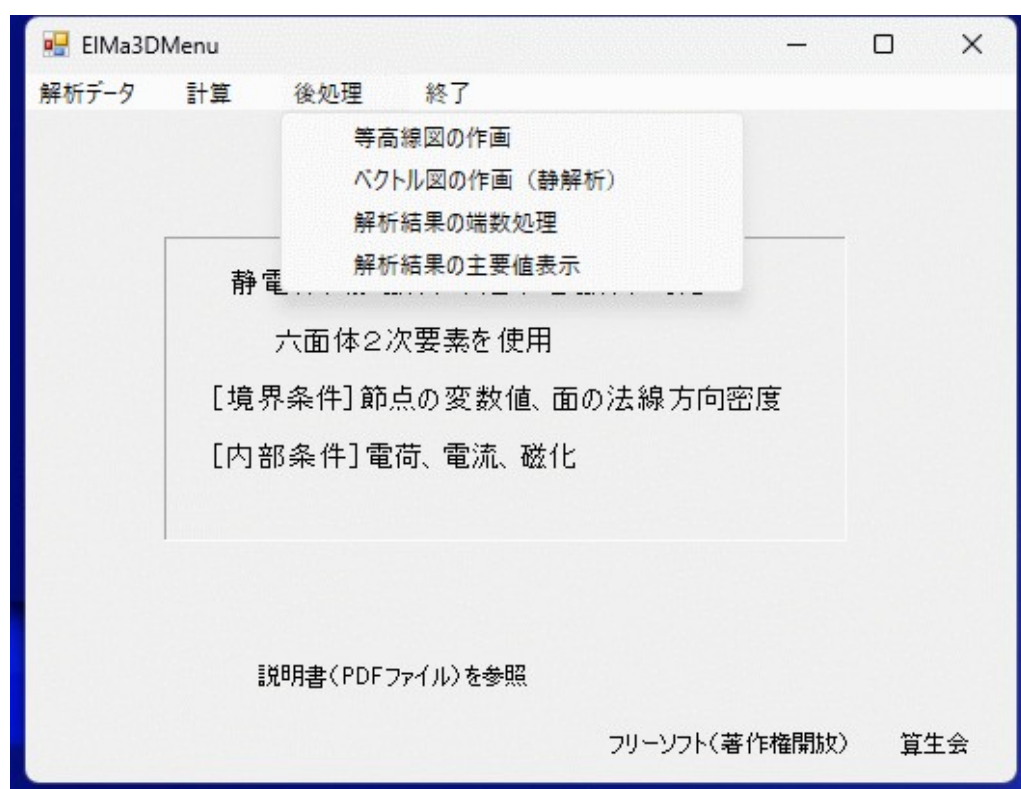 ElMa3DMenu
解析データ 計算 後処理 終了
等高線図の作画
ベクトル図の作画（静解析）
解析結果の端数処理
解析結果の主要値表示
静電
六面体２次要素を使用
[境界条件]節点の変数値、面の法線方向密度
[内部条件]電荷、電流、磁化
説明書(PDFファイル)を参照
フリーソフト(著作権開放) 算生会